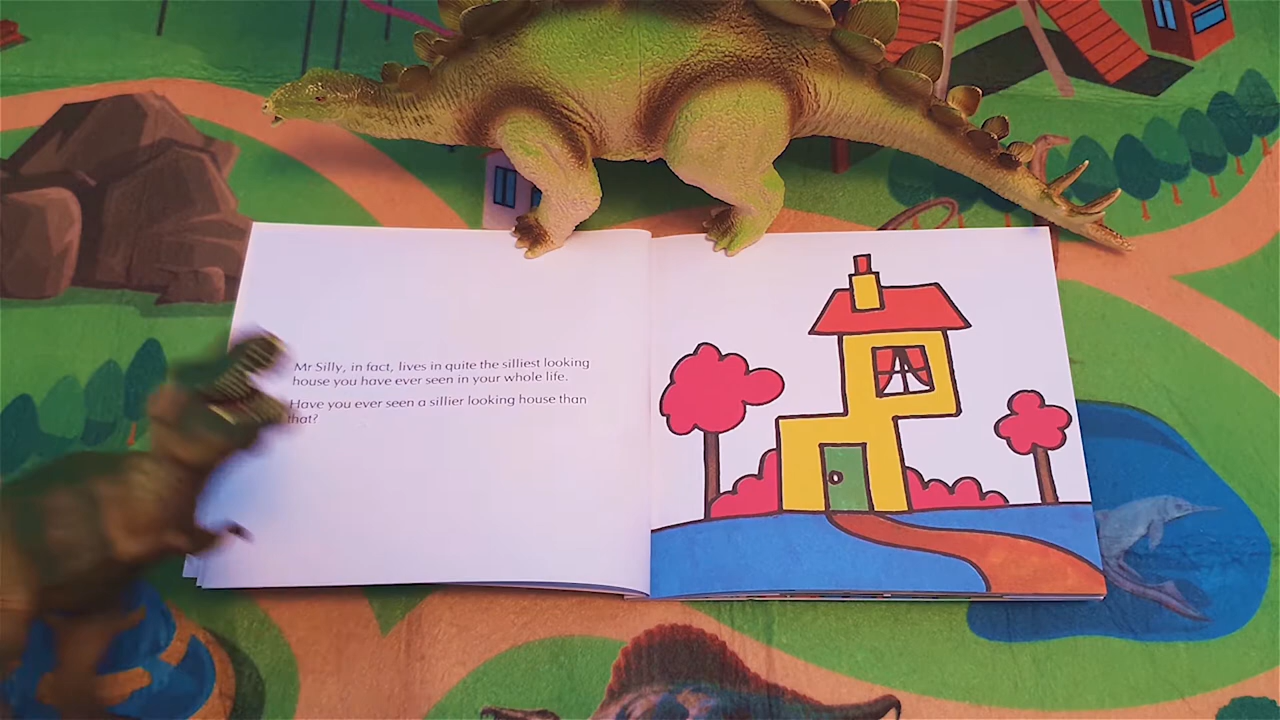 Mr Silly, in fact, lives in quite the silliest looking
house you have ever seen in your whole life.
Have you ever seen a sillier looking house than
that?